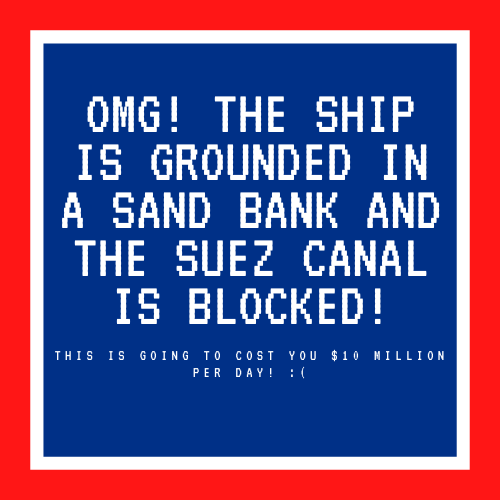 OMG! THE SHIP
IS GROUNDED IN
A SAND BANK AND
THE SUEZ CANAL
IS BLOCKED!
THIS IS GOING TO COST YOU $10 MILLION
PER DAY! :(